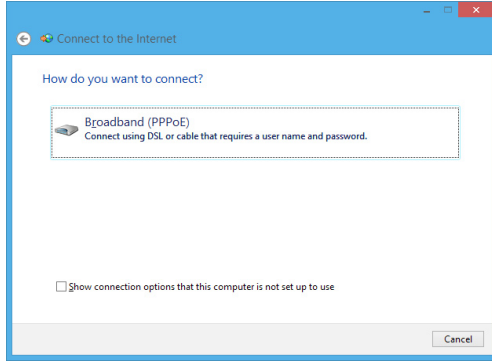 Connect to the Internet
How do you want to connect?
Broadband (PPPoE)
Connect using DSL or cable that requires a user name and password.
Show connection options that this computer is not set up to use
Cancel